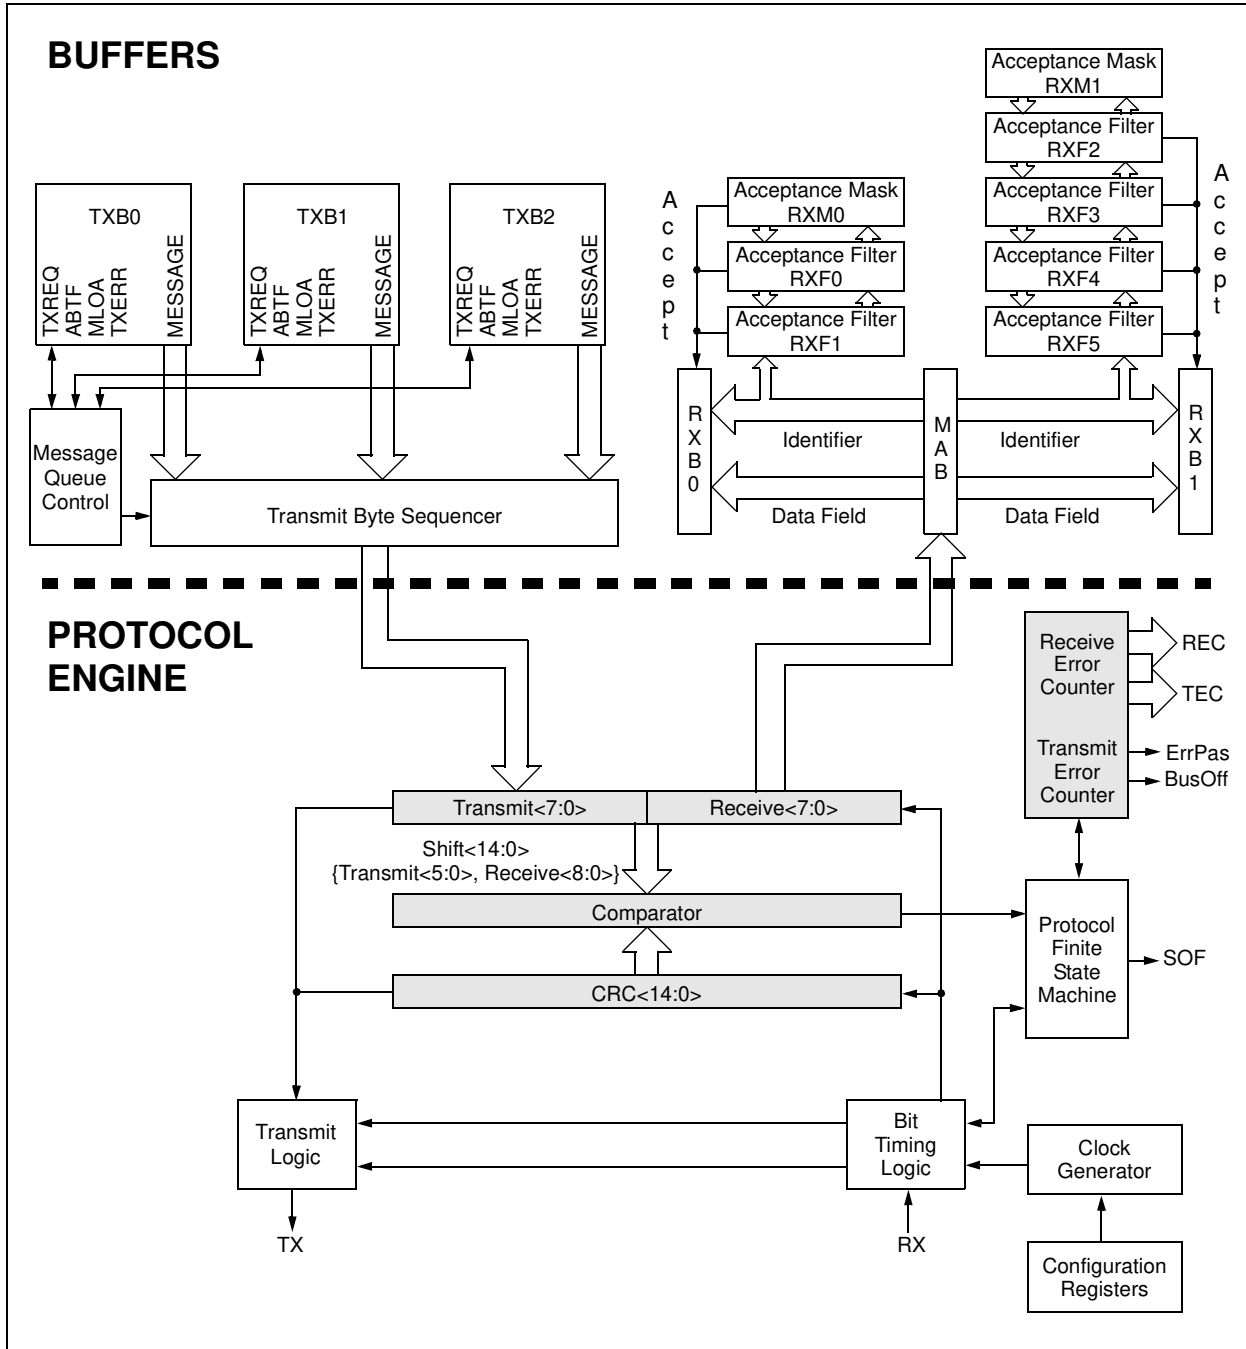 BUFFERS
Acceptance Mask
RXM1
Acceptance Filter
RXF2
Acceptance Filter
RXF3
Acceptance Filter
RXF4
Acceptance Filter
RXF5
Accept
Acceptance Mask
RXM0
Acceptance Filter
RXF0
Acceptance Filter
RXF1
Accept
TXB0
TXREQ
ABTF
MLOA
TXERR
MESSAGE
TXB1
TXREQ
ABTF
MLOA
TXERR
MESSAGE
TXB2
TXREQ
ABTF
MLOA
TXERR
MESSAGE
Message
Queue
Control
Transmit Byte Sequencer
RXB0
Identifier
Data Field
MAB
Identifier
Data Field
RXB1
PROTOCOL
ENGINE
Receive
Error
Counter
REC
TEC
Transmit
Error
Counter
ErrPas
BusOff
Transmit<7:0>
Receive<7:0>
Shift<14:0>
{Transmit<5:0>, Receive<8:0>}
Comparator
CRC<14:0>
Protocol
Finite
State
Machine
SOF
Transmit
Logic
Bit
Timing
Logic
Clock
Generator
TX
RX
Configuration
Registers